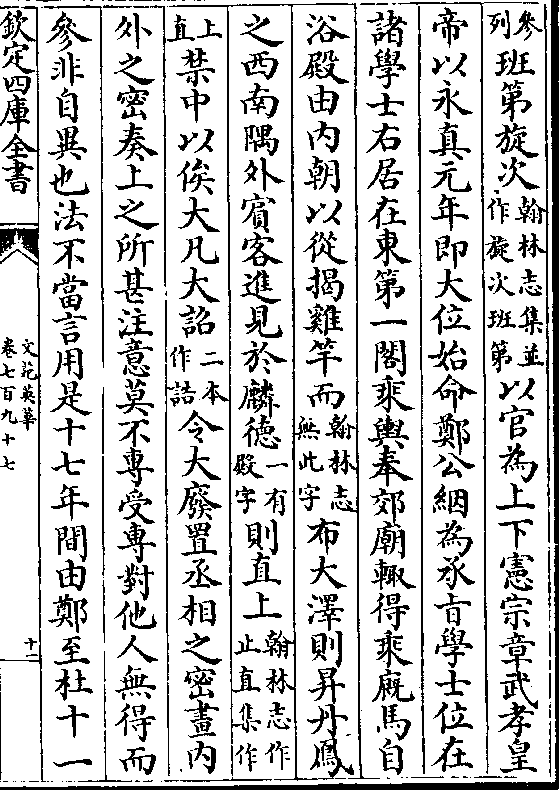 參列班第旋次翰林志集並作旋次班第以官為上下憲宗章武孝皇
帝以永真元年即大位始命鄭公絪為承㫖學士位在
諸學士右居在東第一閤乘輿奉郊廟輙得乘廐馬自
浴殿由内朝以從揭雞竿而翰林志無此字布大澤則昇丹鳳
之西南隅外賓客進見於麟德一有殿字則直上翰林志作止直集作
上直禁中以俟大凡大詔二本作誥令大廢置丞相之密畫内
外之密奏上之所甚注意莫不專受專對他人無得而
參非自異也法不當言用是十七年間由鄭至杜十一
欽定四庫全書
文苑英華
卷七百九十七
十二